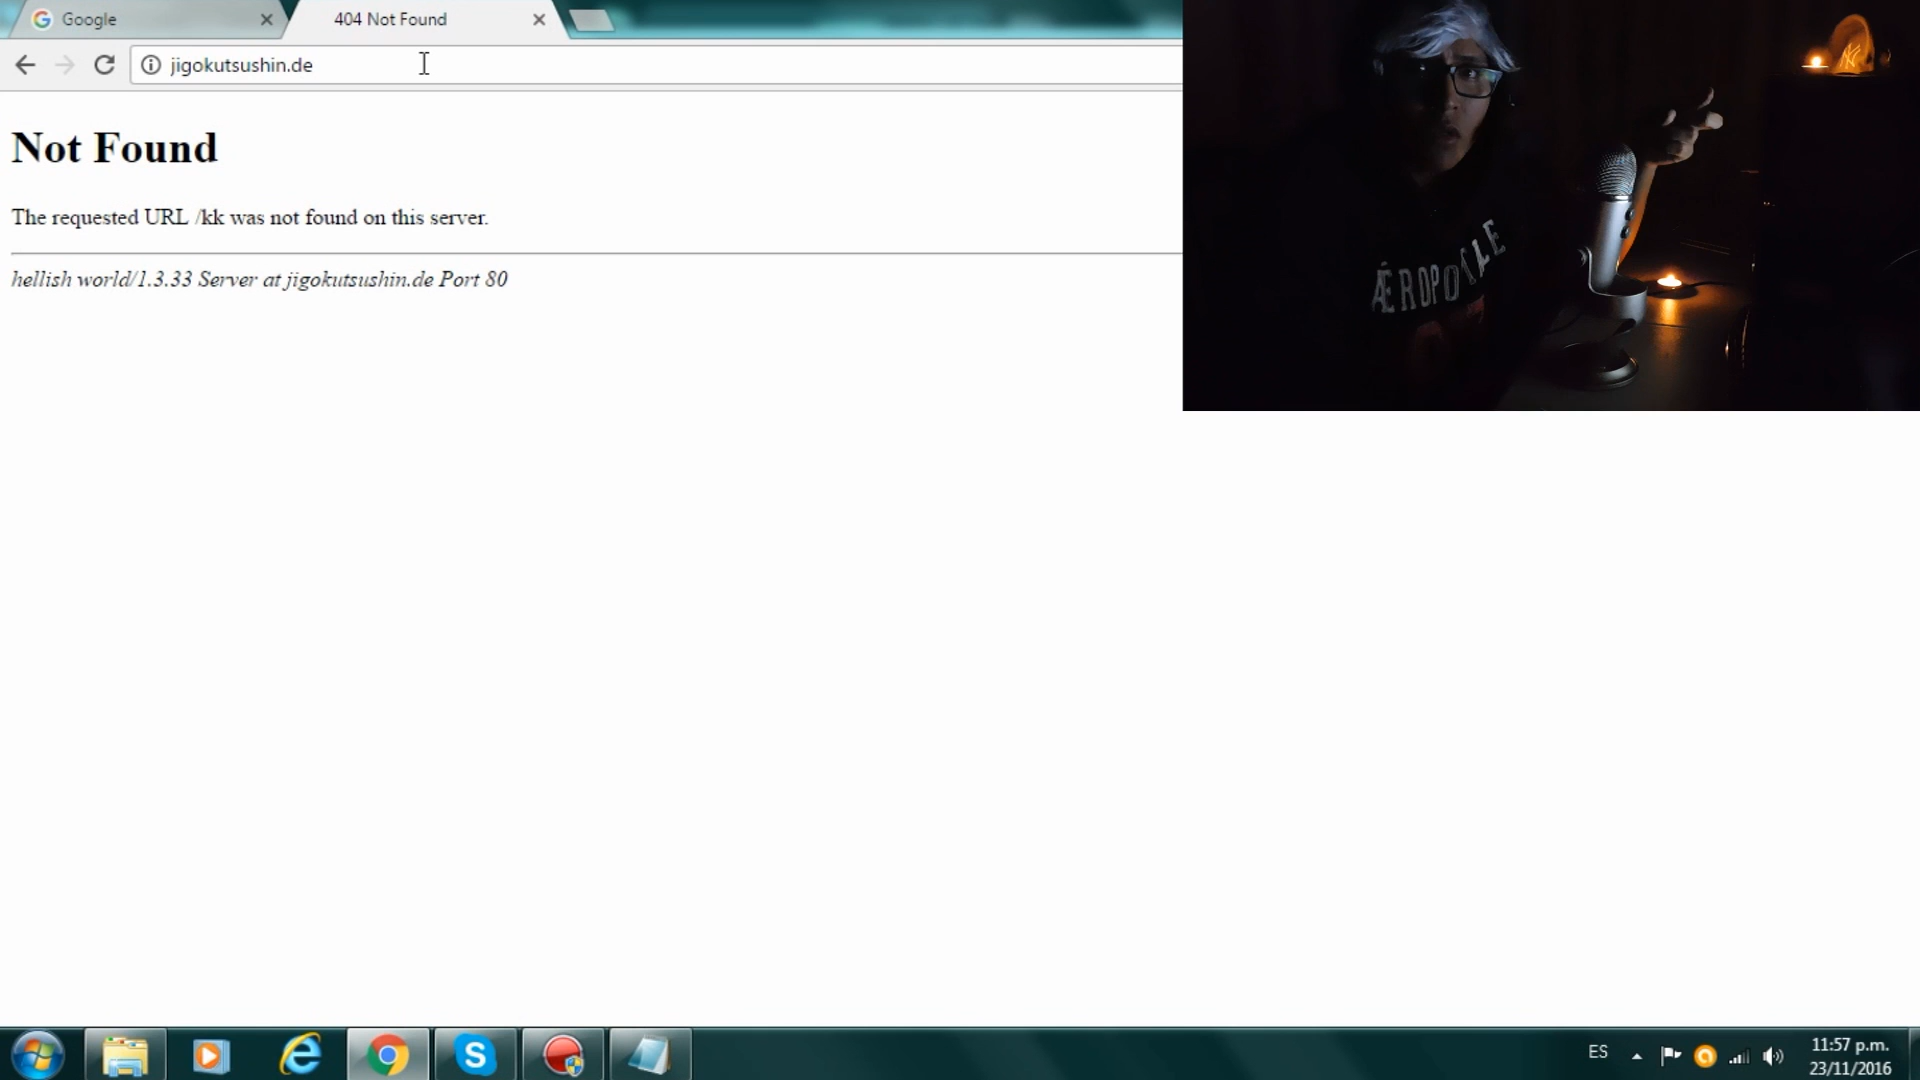 Google
404 Not Found
jigokutsushin.de
Not Found
The requested URL /kk was not found on this server.
hellish world/1.3.33 Server at jigokutsushin.de Port 80
AÉROPOSTALE
ES
11:57 p.m.
23/11/2016